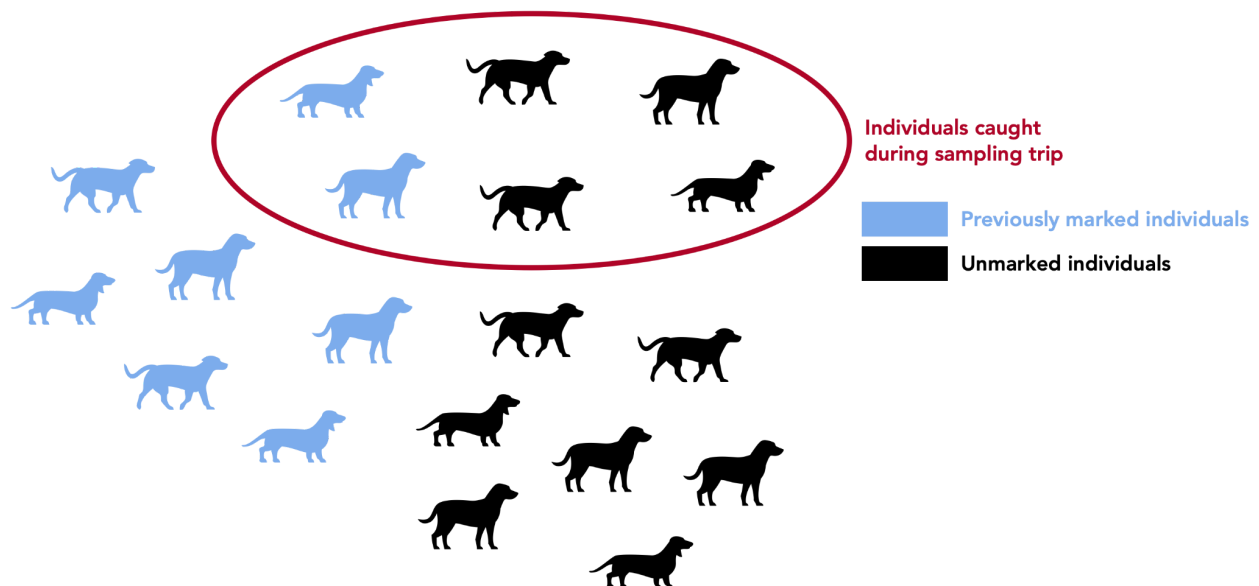 Individuals caught
during sampling trip
Previously marked individuals
Unmarked individuals